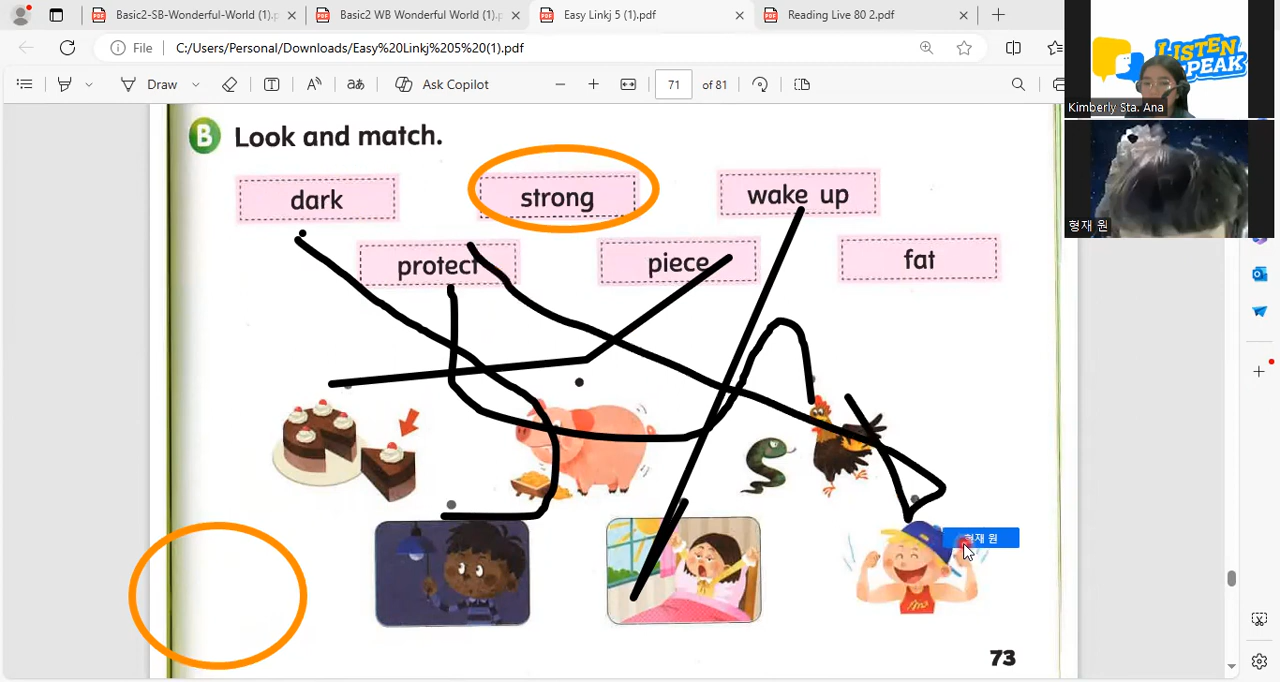 Basic2-SB-Wonderful-World (1).p
Basic2 WB Wonderful World (1).p
Easy Linkj 5 (1).pdf
Reading Live 80 2.pdf
File
C:/Users/Personal/Downloads/Easy%20Linkj%205%20(1).pdf
Draw
aあ
Ask Copilot
71 of 81
LISTEN
SPEAK
Kimberly Sta. Ana
형재 원
B Look and match.
dark strong wake up
protect piece fat
형재 원
73